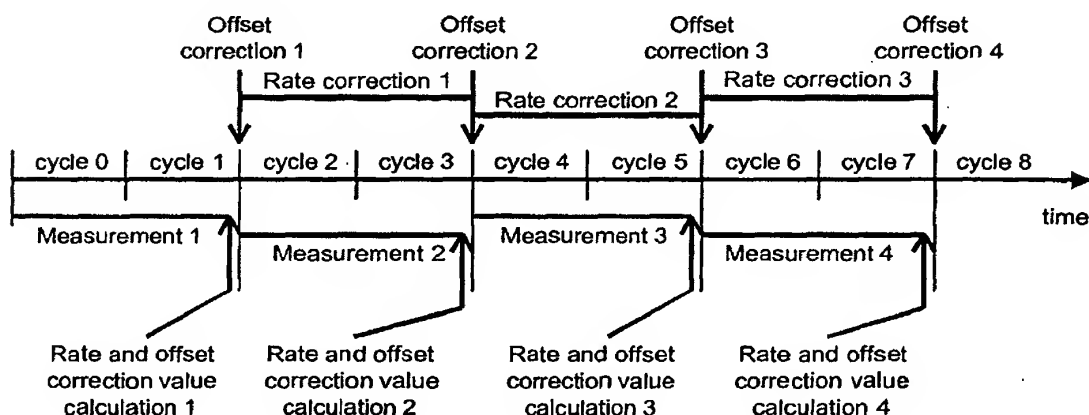 Offset
correction 1
Offset
correction 2
Offset
correction 3
Offset
correction 4
Rate correction 1
Rate correction 2
Rate correction 3
cycle 0 cycle 1 cycle 2 cycle 3 cycle 4 cycle 5 cycle 6 cycle 7 cycle 8
time
Measurement 1
Measurement 2
Measurement 3
Measurement 4
Rate and offset
correction value
calculation 1
Rate and offset
correction value
calculation 2
Rate and offset
correction value
calculation 3
Rate and offset
correction value
calculation 4